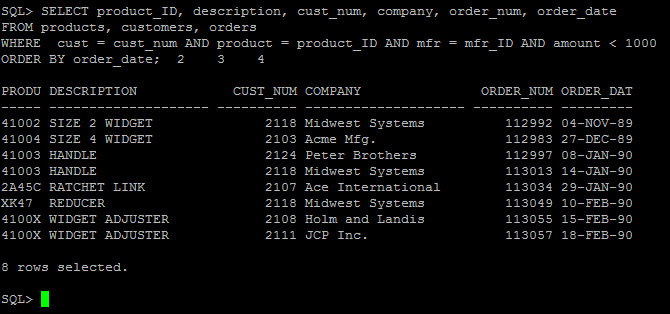 SQL> SELECT product_ID, description, cust_num, company, order_num, order_date
FROM products, customers, orders
WHERE  cust = cust_num AND product = product_ID AND mfr = mfr_ID AND amount < 1000
ORDER BY order_date;  2    3    4
PRODU DESCRIPTION            CUST_NUM COMPANY               ORDER_NUM ORDER_DAT
----- -------------------- ---------- -------------------- ---------- ---------
41002 SIZE 2 WIDGET              2118 Midwest Systems          112992 04-NOV-89
41004 SIZE 4 WIDGET              2103 Acme Mfg.                112983 27-DEC-89
41003 HANDLE                     2124 Peter Brothers           112997 08-JAN-90
41003 HANDLE                     2118 Midwest Systems          113013 14-JAN-90
2A45C RATCHET LINK               2107 Ace International        113034 29-JAN-90
XK47  REDUCER                    2118 Midwest Systems          113049 10-FEB-90
4100X WIDGET ADJUSTER            2108 Holm and Landis          113055 15-FEB-90
4100X WIDGET ADJUSTER            2111 JCP Inc.                 113057 18-FEB-90
8 rows selected.
SQL>